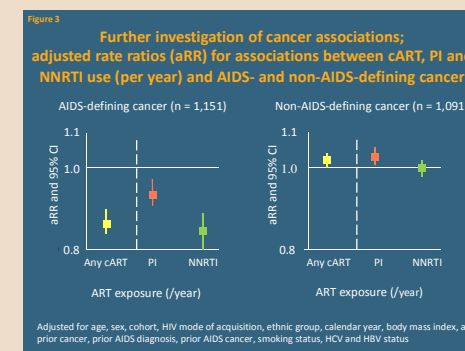 Figure 3
Further investigation of cancer associations;
adjusted rate ratios (aRR) for associations between cART, PI and
NNRTI use (per year) and AIDS- and non-AIDS-defining cancer
AIDS-defining cancer (n = 1,151)
Non-AIDS-defining cancer (n = 1,091
1.1
1.0
0.8
aRR and 95% CI
Any cART
PI
NNRTI
ART exposure (/year)
1.1
1.0
0.8
aRR and 95% CI
Any cART
PI
NNRTI
ART exposure (/year)
Adjusted for age, sex, cohort, HIV mode of acquisition, ethnic group, calendar year, body mass index,
prior cancer, prior AIDS diagnosis, prior AIDS cancer, smoking status, HCV and HBV status